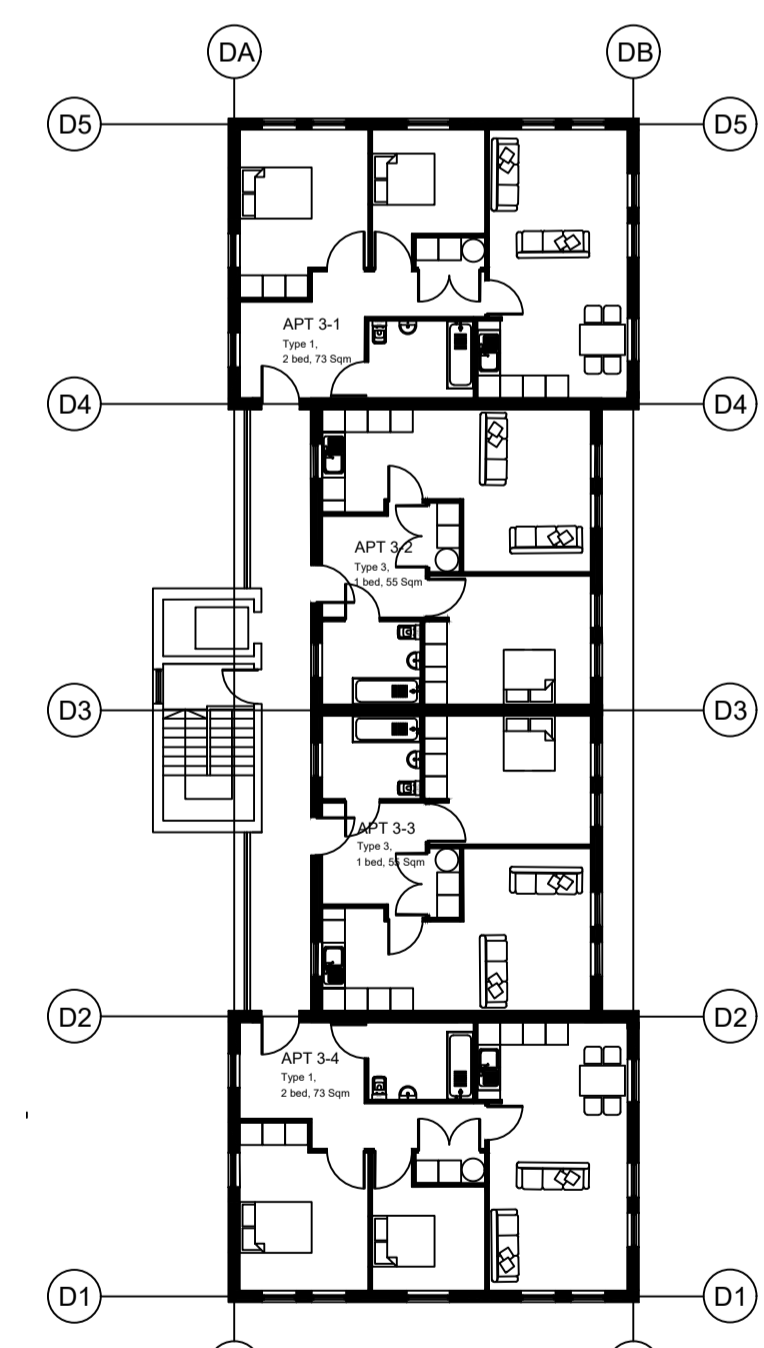 DA DB
D5 D5
APT 3-1
Type 1,
2 bed, 73 Sqm
D4 D4
APT 3-2
Type 3,
1 bed, 55 Sqm
D3 D3
APT 3-3
Type 3,
1 bed, 55 Sqm
D2 D2
APT 3-4
Type 1,
2 bed, 73 Sqm
D1 D1